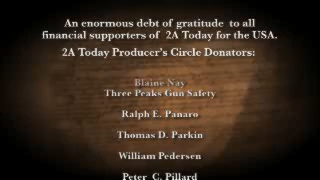 An enormous debt of gratitude to all
financial supporters of 2A Today for the USA.
2A Today Producer's Circle Donators:
Blaine Nay
Three Peaks Gun Safety
Ralph E. Panaro
Thomas D. Parkin
William Pedersen
Peter C. Pillard